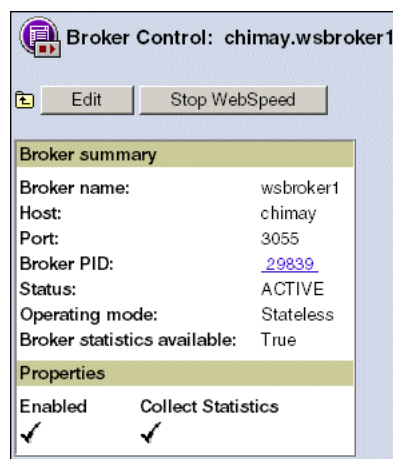 Broker Control: chimay.wsbroker1
Edit Stop WebSpeed
Broker summary
Broker name: wsbroker1
Host: chimay
Port: 3055
Broker PID: 29839
Status: ACTIVE
Operating mode: Stateless
Broker statistics available: True
Properties
Enabled Collect Statistics